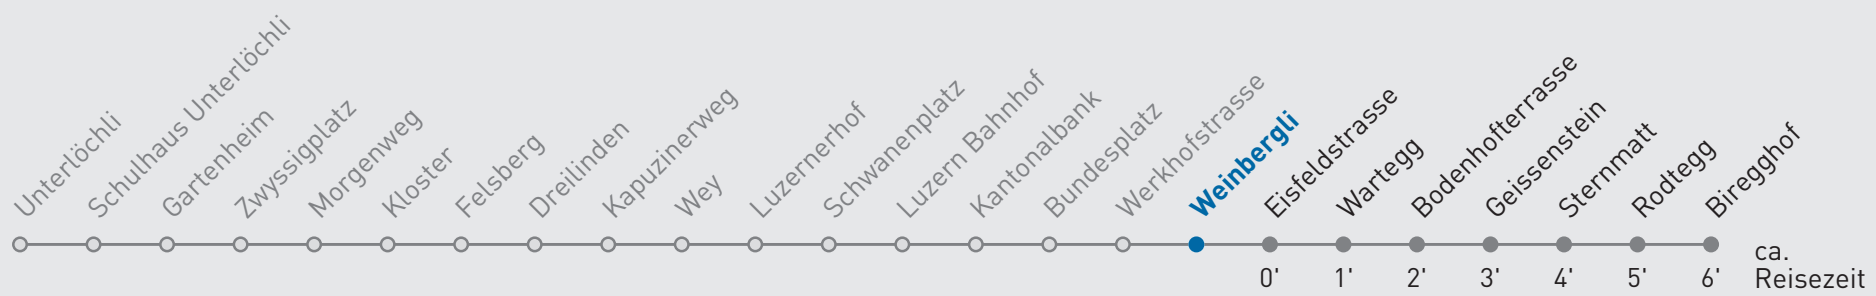 Unterlöchli
Schulhaus Unterlöchli
Gartenheim
Zwyssigplatz
Morgenweg
Kloster
Felsberg
Dreilinden
Kapuzinerweg
Wey
Luzernerhof
Schwanenplatz
Luzern Bahnhof
Kantonalbank
Bundesplatz
Werkhofstrasse
Weinbergli
Eisfeldstrasse
Wartegg
Bodenhofterrasse
Geissenstein
Sternmatt
Rodtegg
Biregghof
0' 1' 2' 3' 4' 5' 6'
ca.
Reisezeit